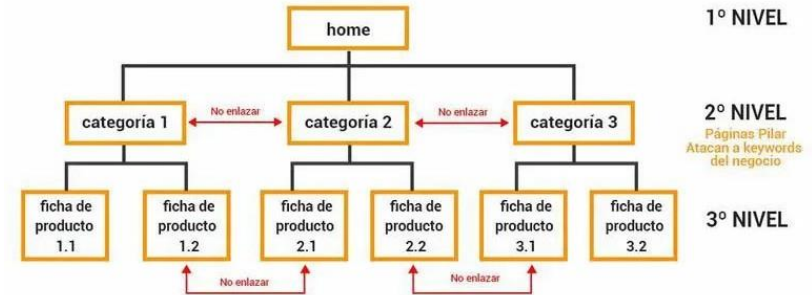 home
1º NIVEL
categoría 1
No enlazar
categoría 2
No enlazar
categoría 3
2º NIVEL
Páginas Pilar
Atacan a keywords
del negocio
ficha de
producto
1.1
ficha de
producto
1.2
ficha de
producto
2.1
ficha de
producto
2.2
ficha de
producto
3.1
ficha de
producto
3.2
3º NIVEL
No enlazar
No enlazar